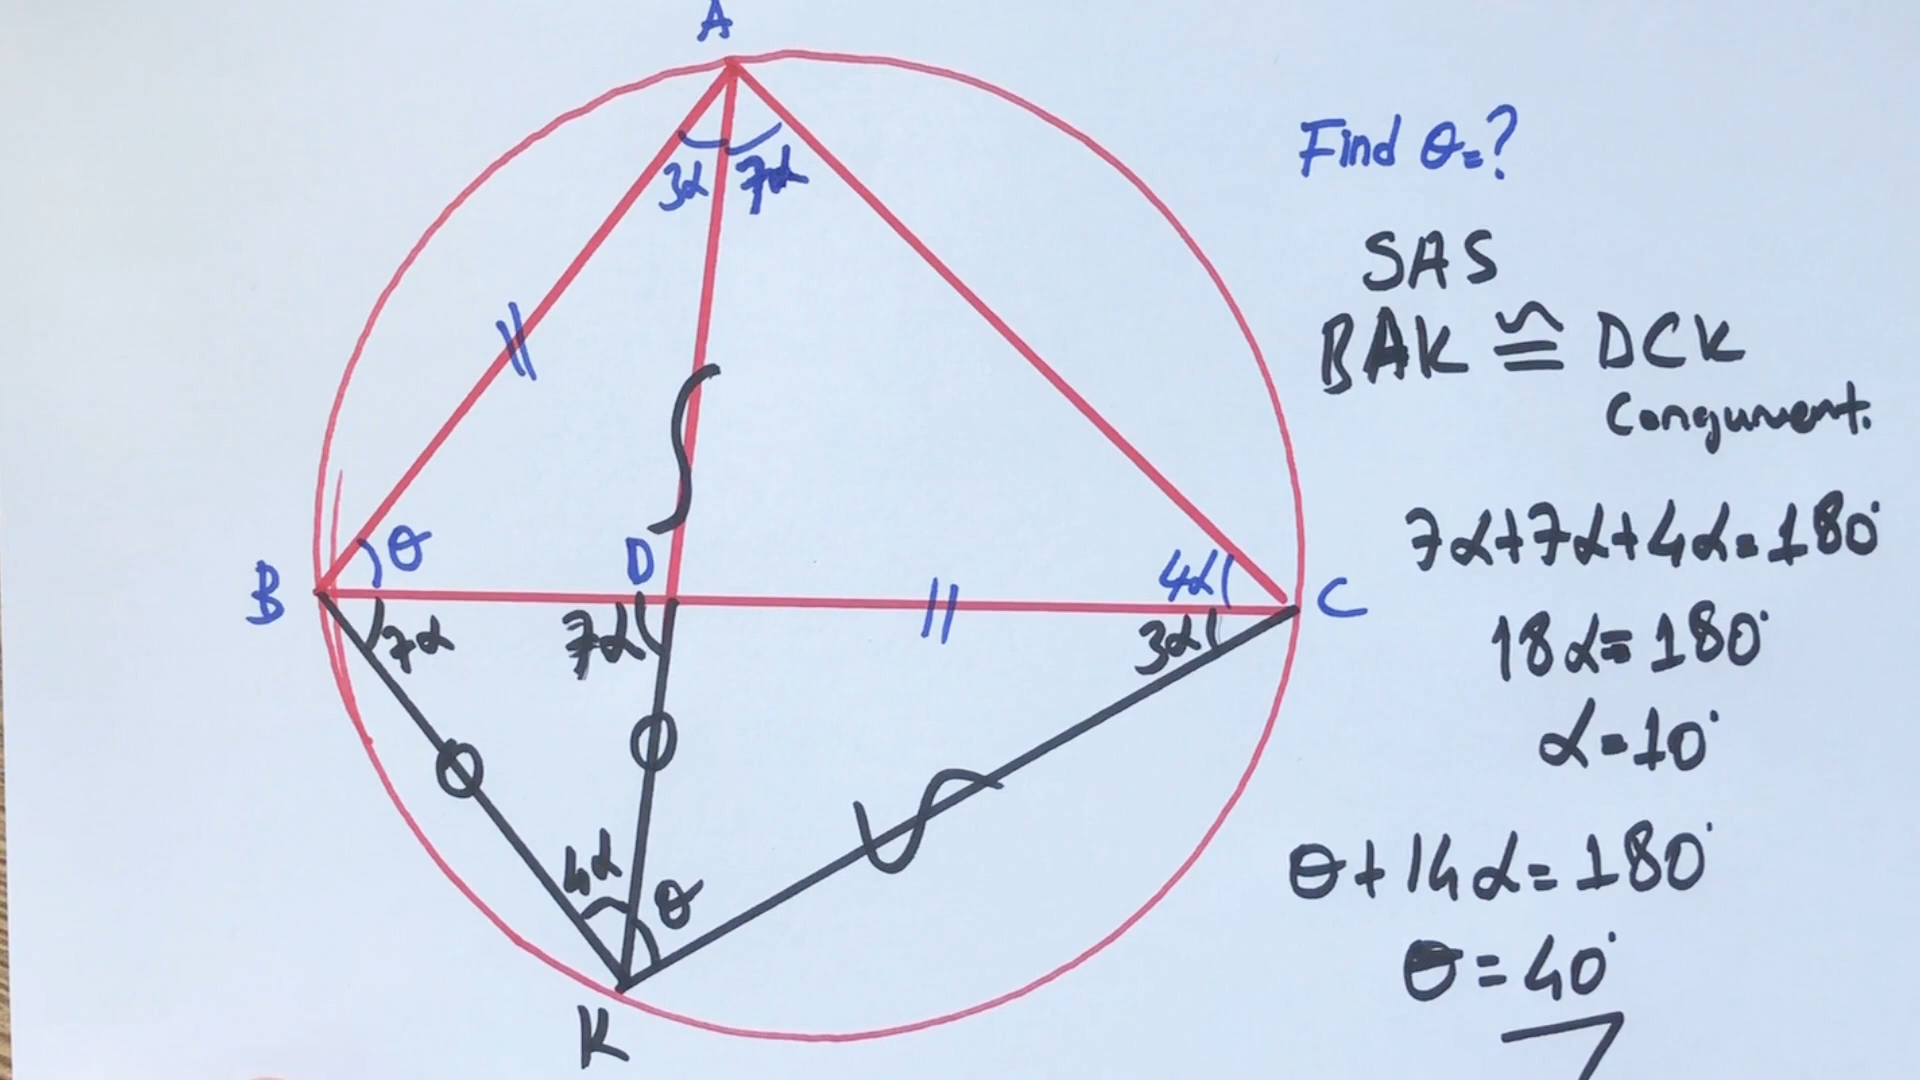 A
3α 7α
B
θ
D
4α
C
7α
7α
3α
4α
θ
K
Find θ=?
SAS
BAK ≅ DCK
Congurent.
7α+7α+4α=180°
18α=180°
α=10°
θ+14α=180°
θ=40°